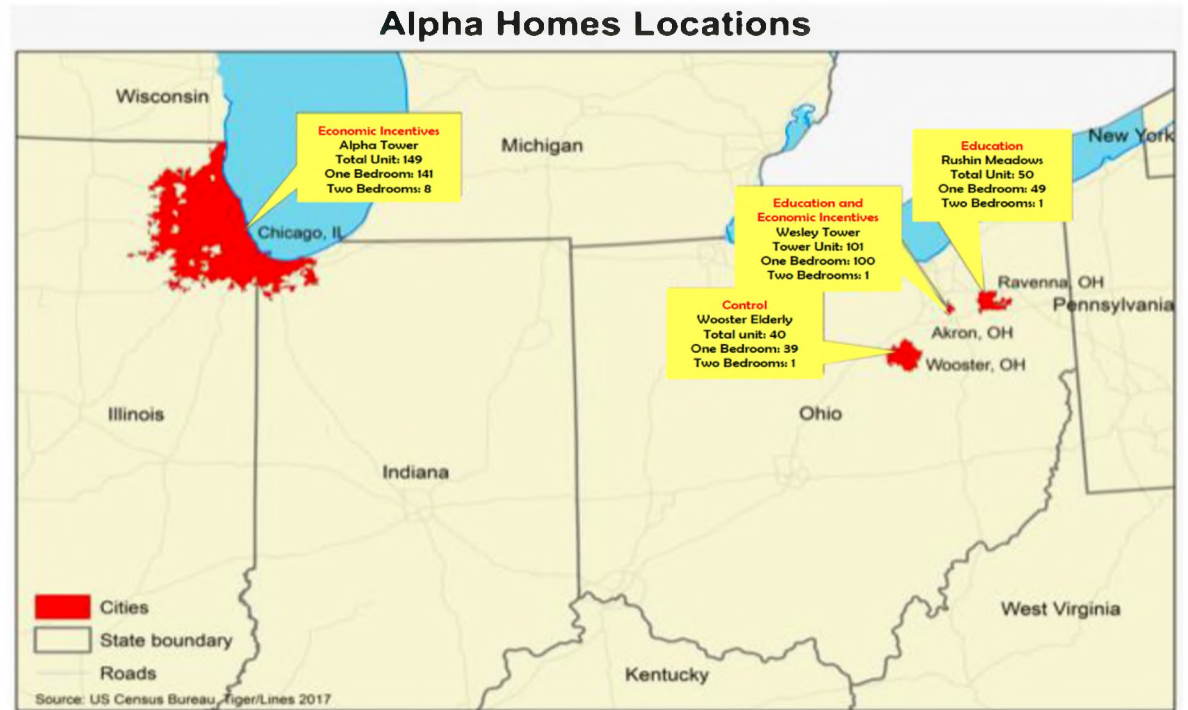 Alpha Homes Locations
Wisconsin
Michigan
New York
Economic Incentives
Alpha Tower
Total Unit: 149
One Bedroom: 141
Two Bedrooms: 8
Education
Rushin Meadows
Total Unit: 50
One Bedroom: 49
Two Bedrooms: 1
Education and
Economic Incentives
Wesley Tower
Tower Unit: 101
One Bedroom: 100
Two Bedrooms: 1
Chicago, IL
Control
Wooster Elderly
Total unit: 40
One Bedroom: 39
Two Bedrooms: 1
Ravenna, OH
Pennsylvania
Akron, OH
Wooster, OH
Illinois
Ohio
Indiana
West Virginia
Kentucky
Cities
State boundary
Roads
Source: US Census Bureau, Tiger/Lines 2017